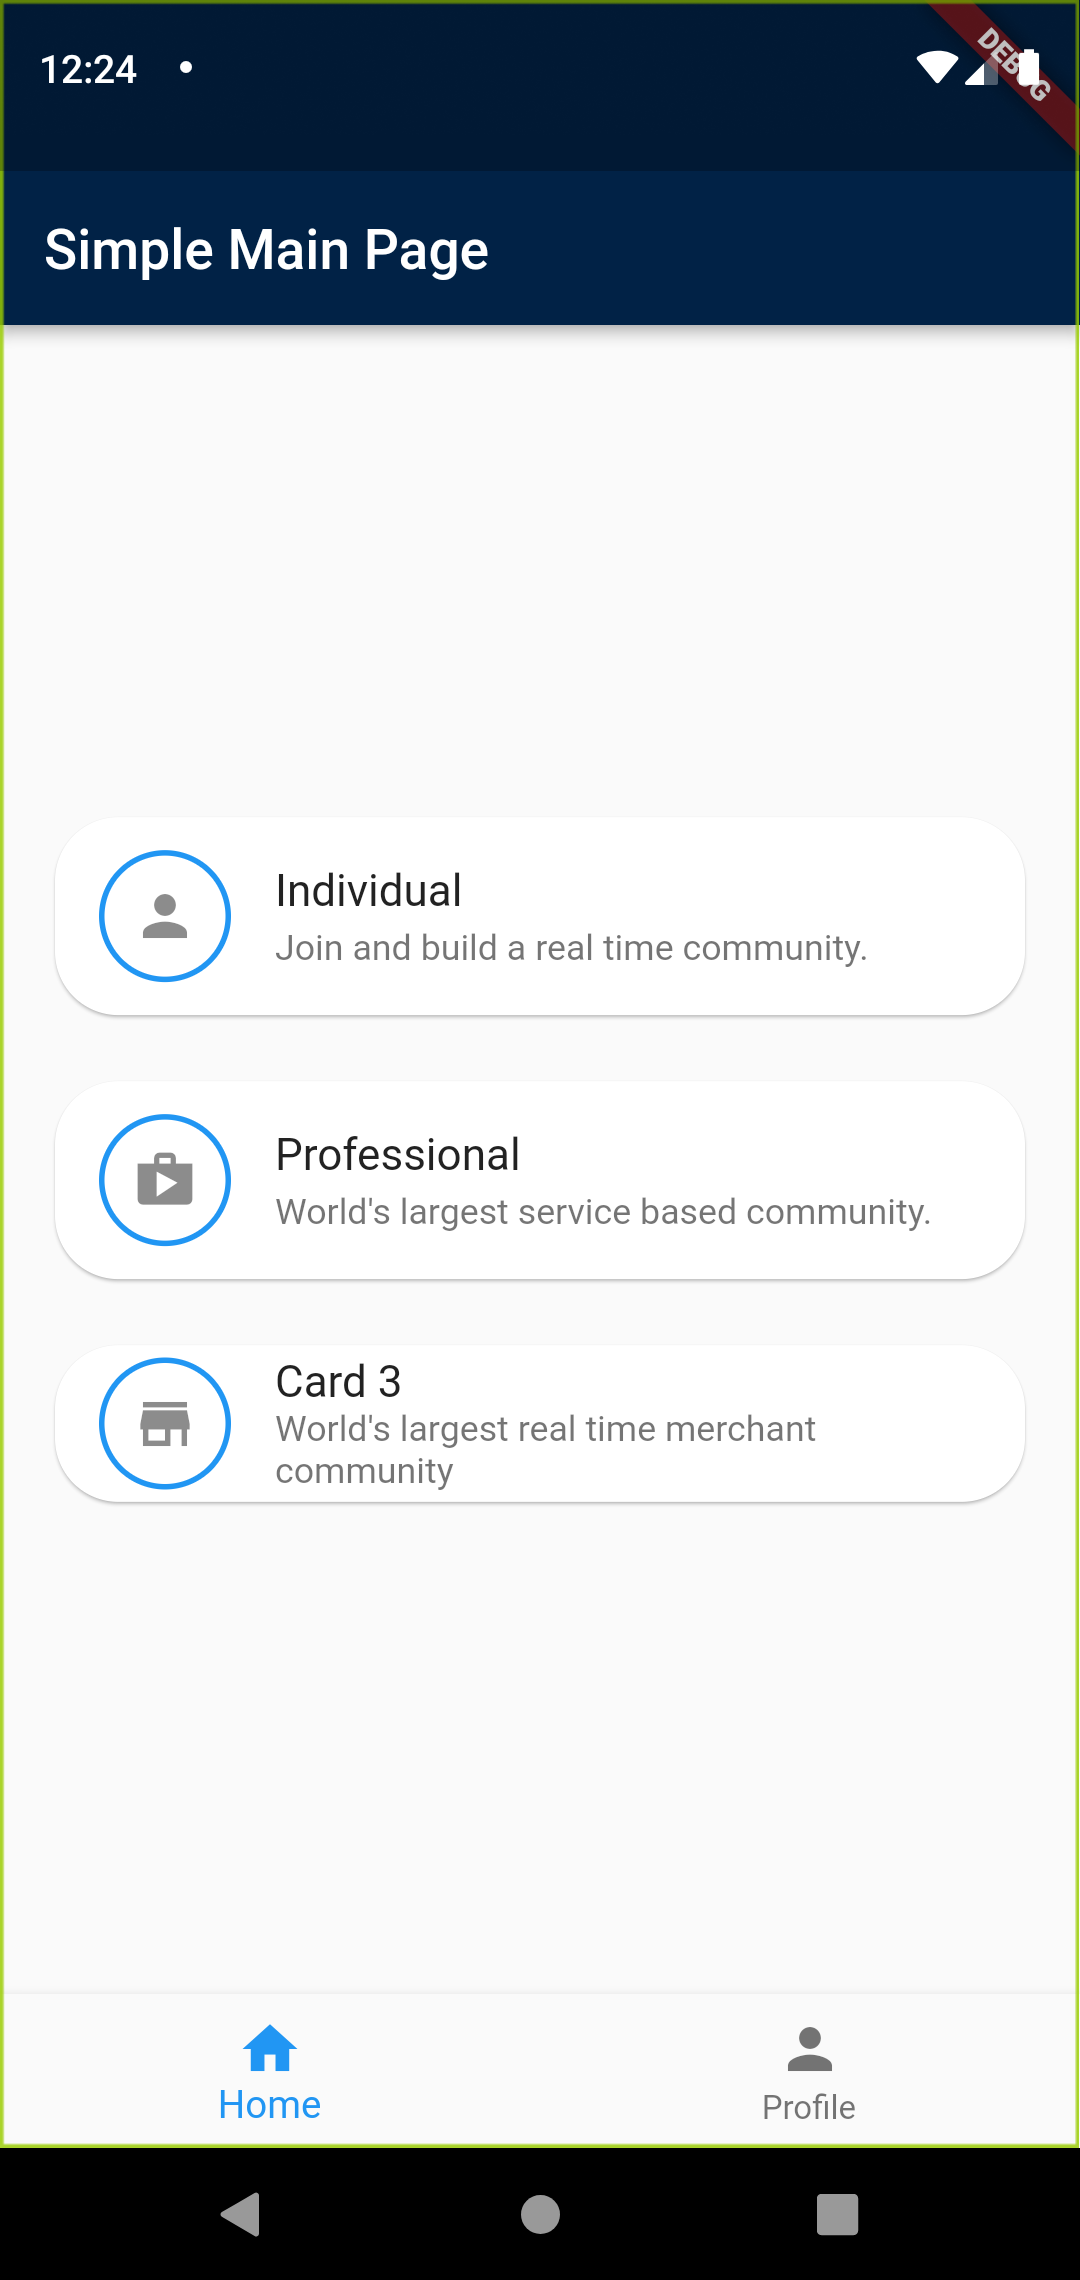 12:24
DEBUG
Simple Main Page
Individual
Join and build a real time community.
Professional
World's largest service based community.
Card 3
World's largest real time merchant
community
Home
Profile